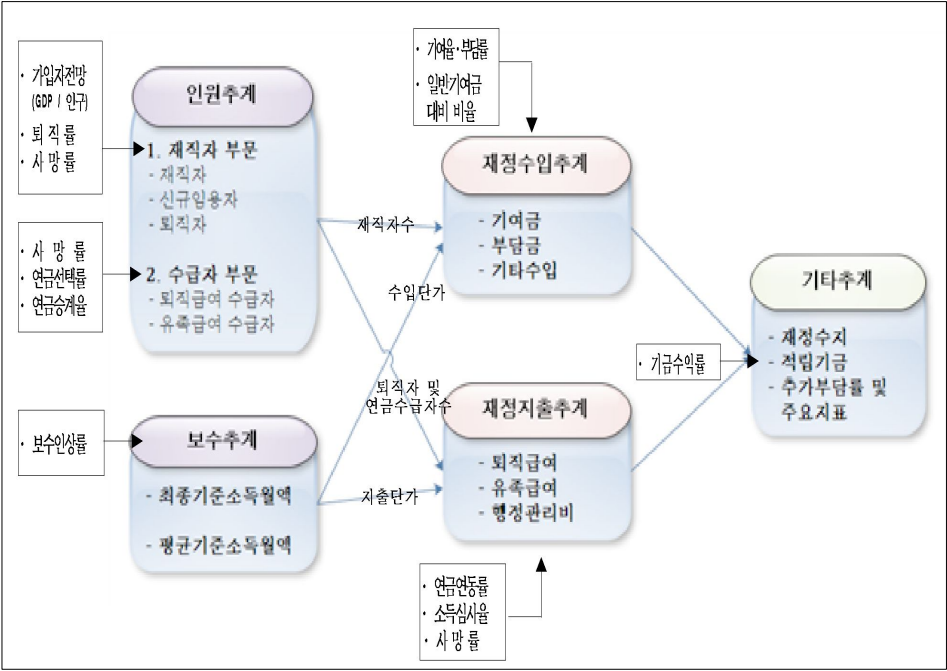 · 가입자전망
(GDP / 인구)
· 퇴직률
· 사망률
인원추계
1. 재직자 부문
- 재직자
- 신규임용자
- 퇴직자
· 사망률
· 연금선택률
· 연금승계율
2. 수급자 부문
- 퇴직급여 수급자
- 유족급여 수급자
· 보수인상률
보수추계
- 최종기준소득월액
- 평균기준소득월액
재직자수
수입단가
퇴직자 및
연금수급자수
지출단가
· 기여율·부담률
· 일반기여금
대비 비율
재정수입추계
- 기여금
- 부담금
- 기타수입
재정지출추계
- 퇴직급여
- 유족급여
- 행정관리비
· 연금연동률
· 소득심사율
· 사망률
· 기금수익률
기타추계
- 재정수지
- 적립기금
- 추가부담률 및
주요지표